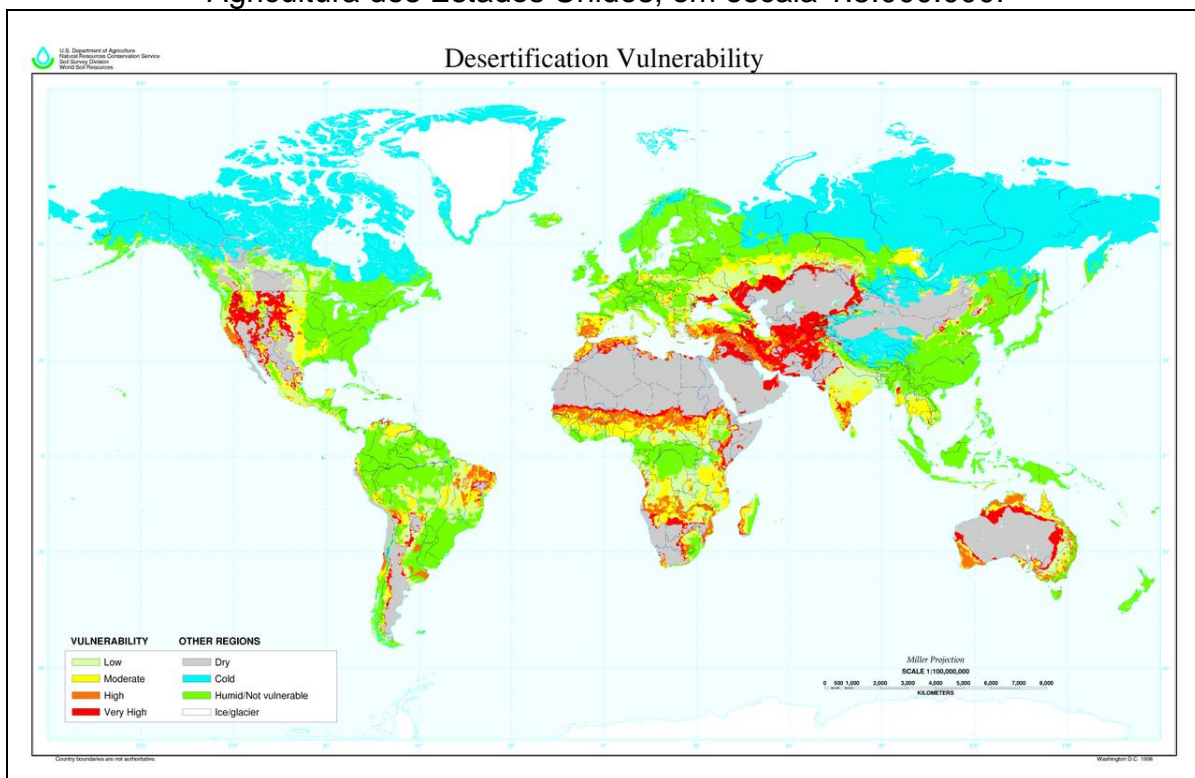 Agricultura dos Estados Unidos, em escala 1:5.000.000.
U.S. Department of Agriculture
Natural Resources Conservation Service
Soil Survey Division
World Soil Resources
Desertification Vulnerability
VULNERABILITY OTHER REGIONS
Low Dry
Moderate Cold
High Humid/Not vulnerable
Very High Ice/glacier
Miller Projection
SCALE 1:100,000,000
0 500 1,000 2,000 3,000 4,000 5,000 6,000 7,000 8,000
KILOMETERS
Country boundaries are not authoritative.
Washington D.C. 1998